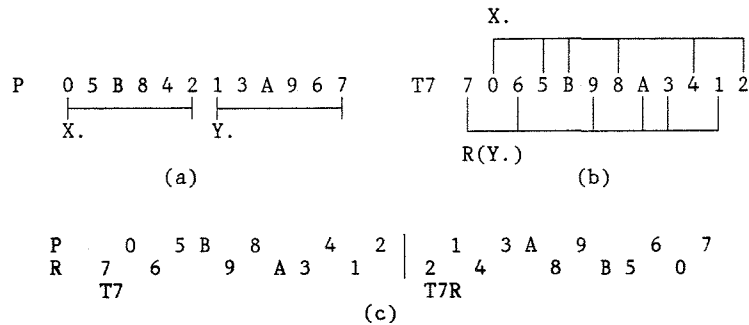 X.
P 0 5 B 8 4 2 1 3 A 9 6 7 T7 7 0 6 5 B 9 8 A 3 4 1 2
X. Y.
R(Y.)
(a) (b)
P 0 5 B 8 4 2 1 3 A 9 6 7
R 7 6 9 A 3 1 2 4 8 B 5 0
T7 T7R
(c)